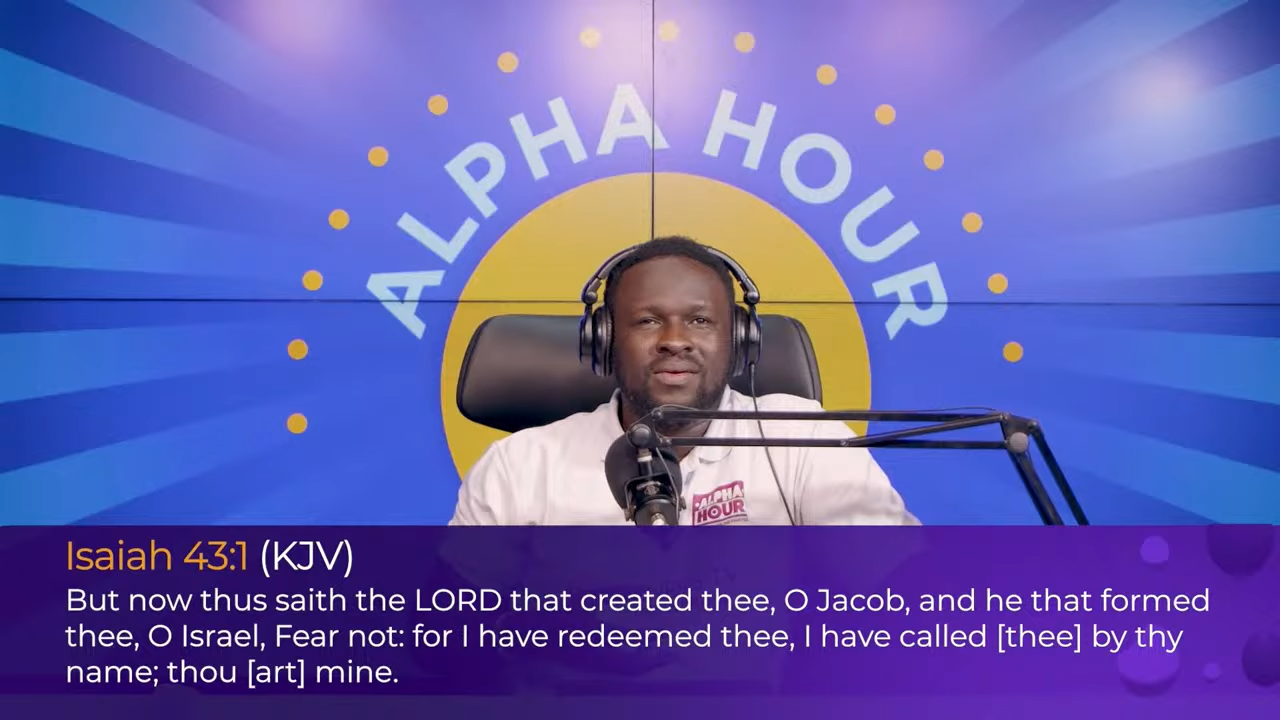 ALPHA HOUR
ALPHA
HOUR
Isaiah 43:1 (KJV)
But now thus saith the LORD that created thee, O Jacob, and he that formed
thee, O Israel, Fear not: for I have redeemed thee, I have called [thee] by thy
name; thou [art] mine.